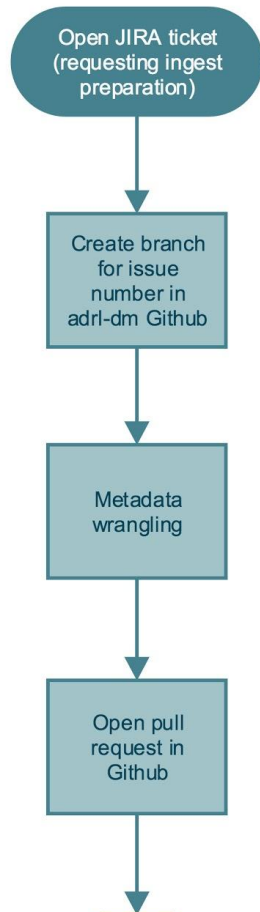 Open JIRA ticket
(requesting ingest
preparation)
Create branch
for issue
number in
adrl-dm Github
Metadata
wrangling
Open pull
request in
Github